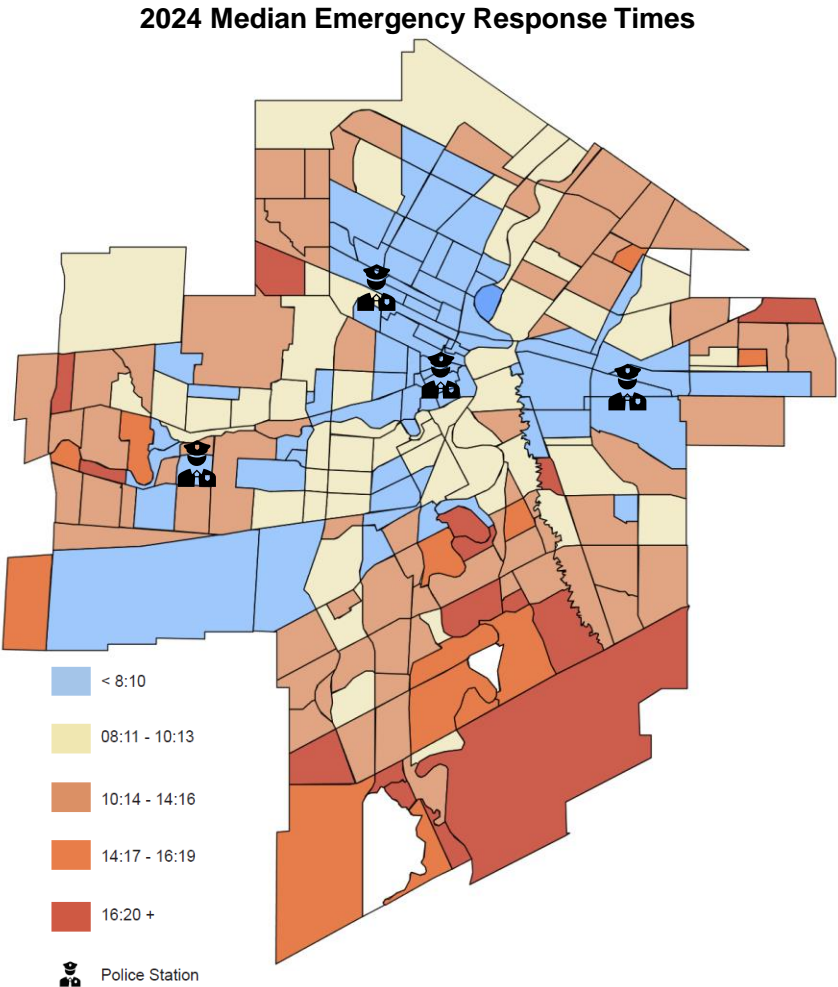 2024 Median Emergency Response Times
< 8:10
08:11 - 10:13
10:14 - 14:16
14:17 - 16:19
16:20 +
Police Station